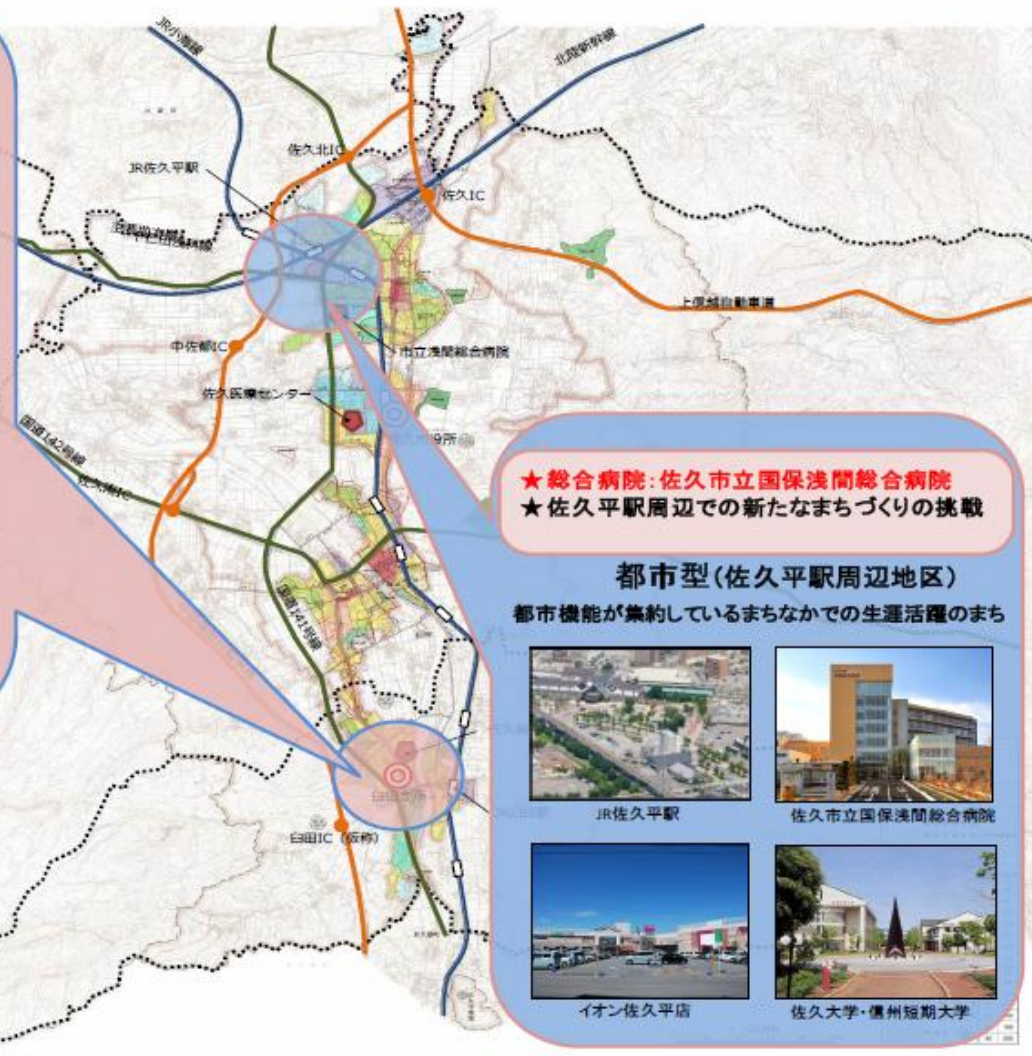 JR小海線
北陸新幹線
佐久北IC
JR佐久平駅
佐久IC
上信越自動車道
中佐都IC
市立浅間総合病院
佐久医療センター
国道142号線
佐久南IC
★総合病院:佐久市立国保浅間総合病院
★佐久平駅周辺での新たなまちづくりの挑戦
都市型(佐久平駅周辺地区)
都市機能が集約しているまちなかでの生涯活躍のまち
国道141号線
JR佐久平駅
佐久市立国保浅間総合病院
臼田IC(仮称)
イオン佐久平店
佐久大学・信州短期大学